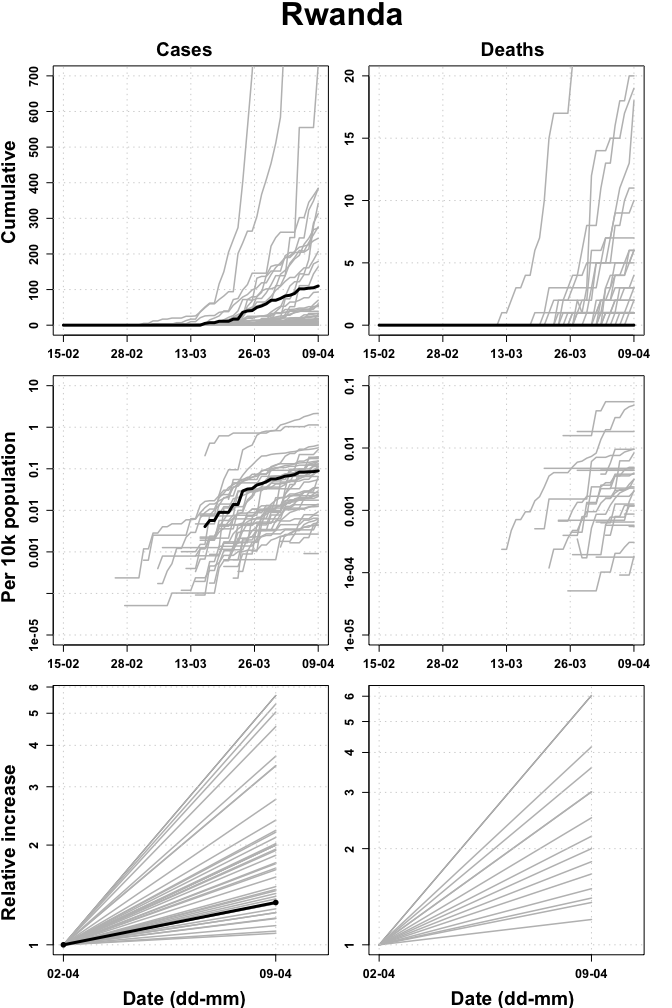 Rwanda
Cases
Deaths
Cumulative
700
600
500
400
300
200
100
0
15-02 28-02 13-03 26-03 09-04
20
15
10
5
0
15-02 28-02 13-03 26-03 09-04
Per 10k population
10
1
0.1
0.01
0.001
1e-05
15-02 28-02 13-03 26-03 09-04
0.1
0.01
0.001
1e-04
1e-05
15-02 28-02 13-03 26-03 09-04
Relative increase
6
5
4
3
2
1
02-04 09-04
Date (dd-mm)
6
5
4
3
2
1
02-04 09-04
Date (dd-mm)